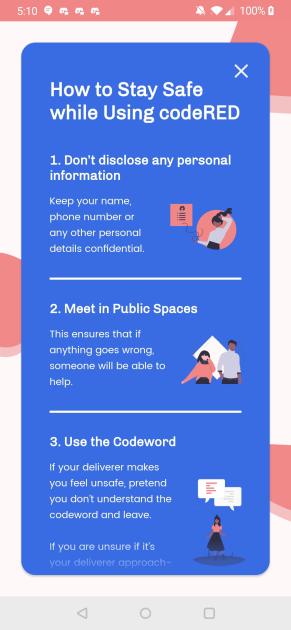 5:10
100%
How to Stay Safe
while Using codeRED
1. Don't disclose any personal
information
Keep your name,
phone number or
any other personal
details confidential.
2. Meet in Public Spaces
This ensures that if
anything goes wrong,
someone will be able to
help.
3. Use the Codeword
If your deliverer makes
you feel unsafe, pretend
you don't understand the
codeword and leave.
If you are unsure if it's
your deliverer approach-